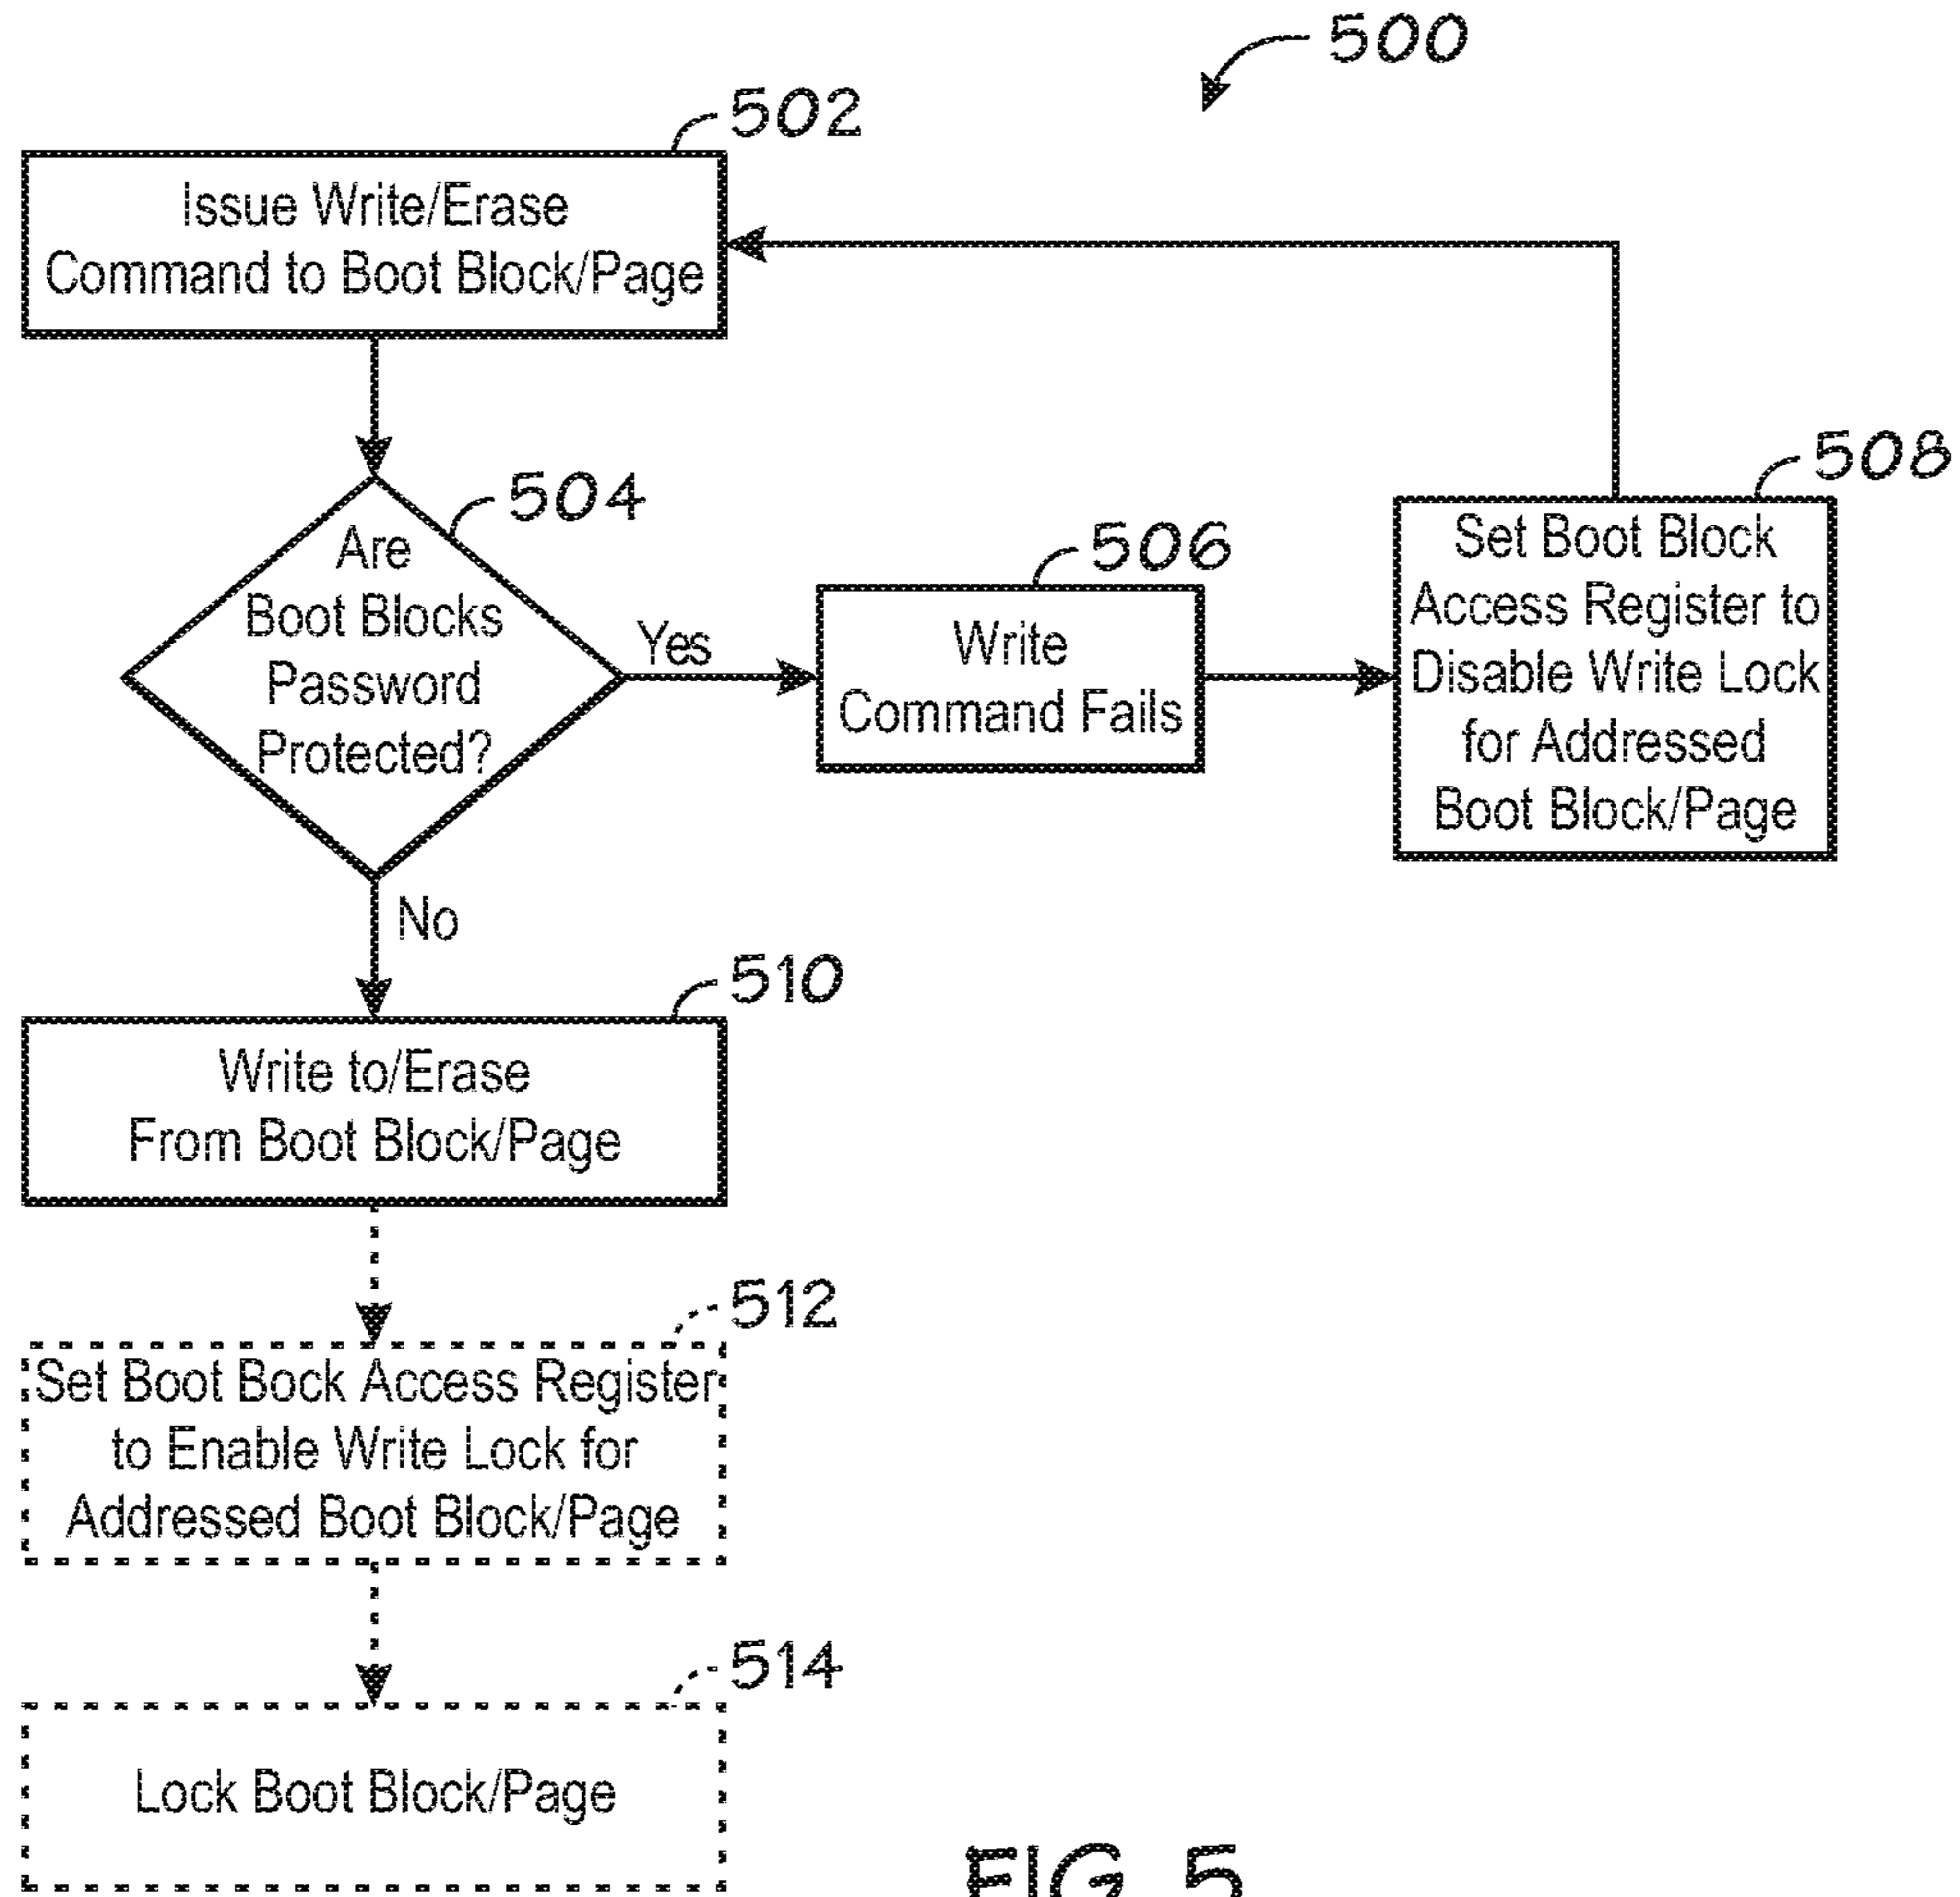 500
502
Issue Write/Erase
Command to Boot Block/Page
504
Are
Boot Blocks
Password
Protected?
Yes
506
Write
Command Fails
508
Set Boot Block
Access Register to
Disable Write Lock
for Addressed
Boot Block/Page
No
510
Write to/Erase
From Boot Block/Page
512
Set Boot Bock Access Register
to Enable Write Lock for
Addressed Boot Block/Page
514
Lock Boot Block/Page
FIG. 5